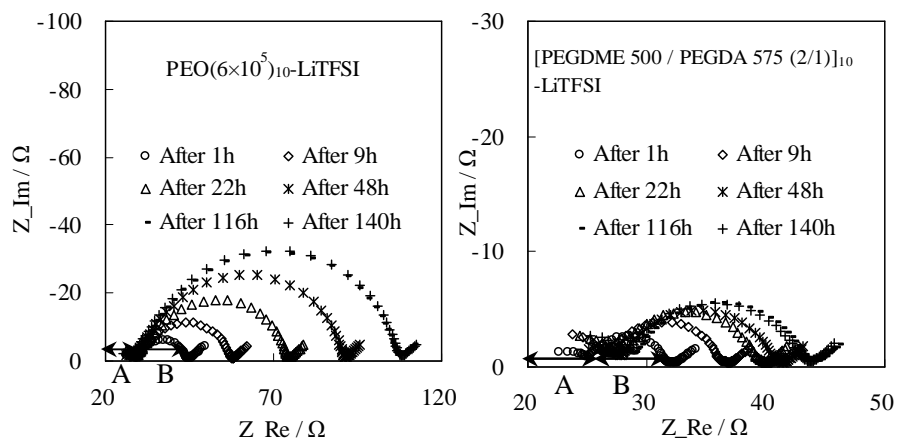 -100
-80
-60
-40
-20
0
Z_Im / Ω
PEO(6×10⁵)₁₀-LiTFSI
After 1h
After 9h
After 22h
After 48h
After 116h
After 140h
A
B
20
70
120
Z_Re / Ω
-30
-20
-10
0
Z_Im / Ω
[PEGDME 500 / PEGDA 575 (2/1)]₁₀
-LiTFSI
After 1h
After 9h
After 22h
After 48h
After 116h
After 140h
A
B
20
30
40
50
Z_Re / Ω